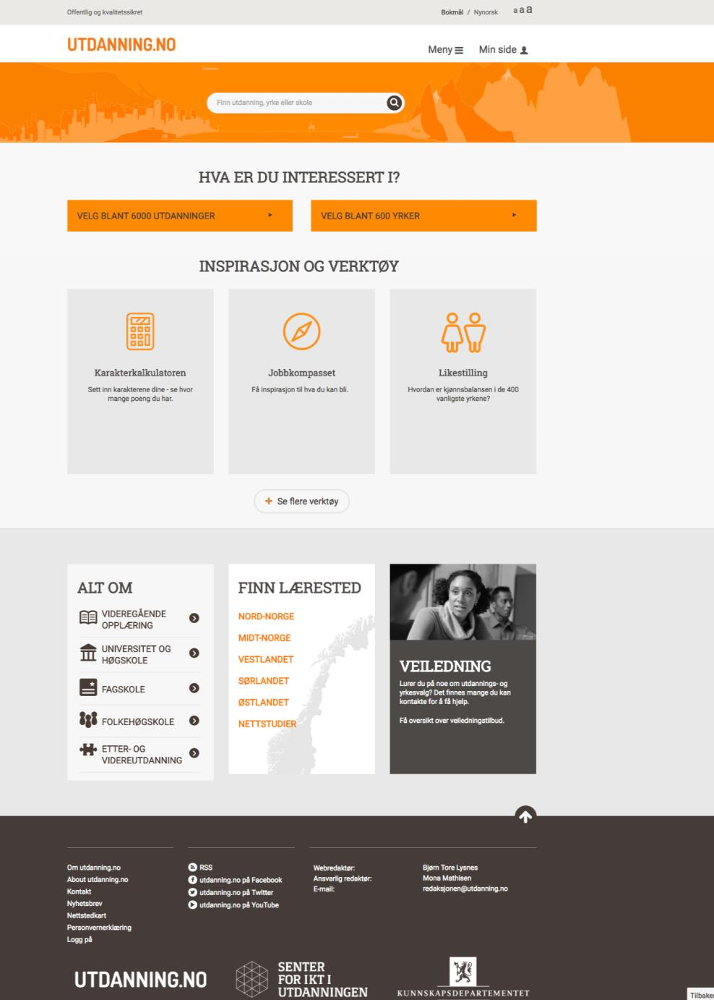 Offentlig og kvalitetssikret
Bokmål / Nynorsk
a a a
UTDANNING.NO
Meny
Min side
Finn utdanning, yrke eller skole
HVA ER DU INTERESSERT I?
VELG BLANT 6000 UTDANNINGER
VELG BLANT 600 YRKER
INSPIRASJON OG VERKTØY
Karakterkalkulatoren
Sett inn karakterene dine - se hvor
mange poeng du har.
Jobbkompasset
Få inspirasjon til hva du kan bli.
Likestilling
Hvordan er kjønnsbalansen i de 400
vanligste yrkene?
+ Se flere verktøy
ALT OM
VIDEREGÅENDE
OPPLÆRING
UNIVERSITET OG
HØGSKOLE
FAGSKOLE
FOLKEHØGSKOLE
ETTER- OG
VIDEREUTDANNING
FINN LÆRESTED
NORD-NORGE
MIDT-NORGE
VESTLANDET
SØRLANDET
ØSTLANDET
NETTSTUDIER
VEILEDNING
Lurer du på noe om utdannings- og
yrkesvalg? Det finnes mange du kan
kontakte for å få hjelp.
Få oversikt over veiledningstilbud.
Om utdanning.no
About utdanning.no
Kontakt
Nyhetsbrev
Nettstedkart
Personvernerklæring
Logg på
RSS
utdanning.no på Facebook
utdanning.no på Twitter
utdanning.no på YouTube
Webredaktør:
Bjørn Tore Lysnes
Ansvarlig redaktør:
Mona Mathisen
E-mail:
redaksjonen@utdanning.no
UTDANNING.NO
SENTER
FOR IKT I
UTDANNINGEN
KUNNSKAPSDEPARTEMENTET